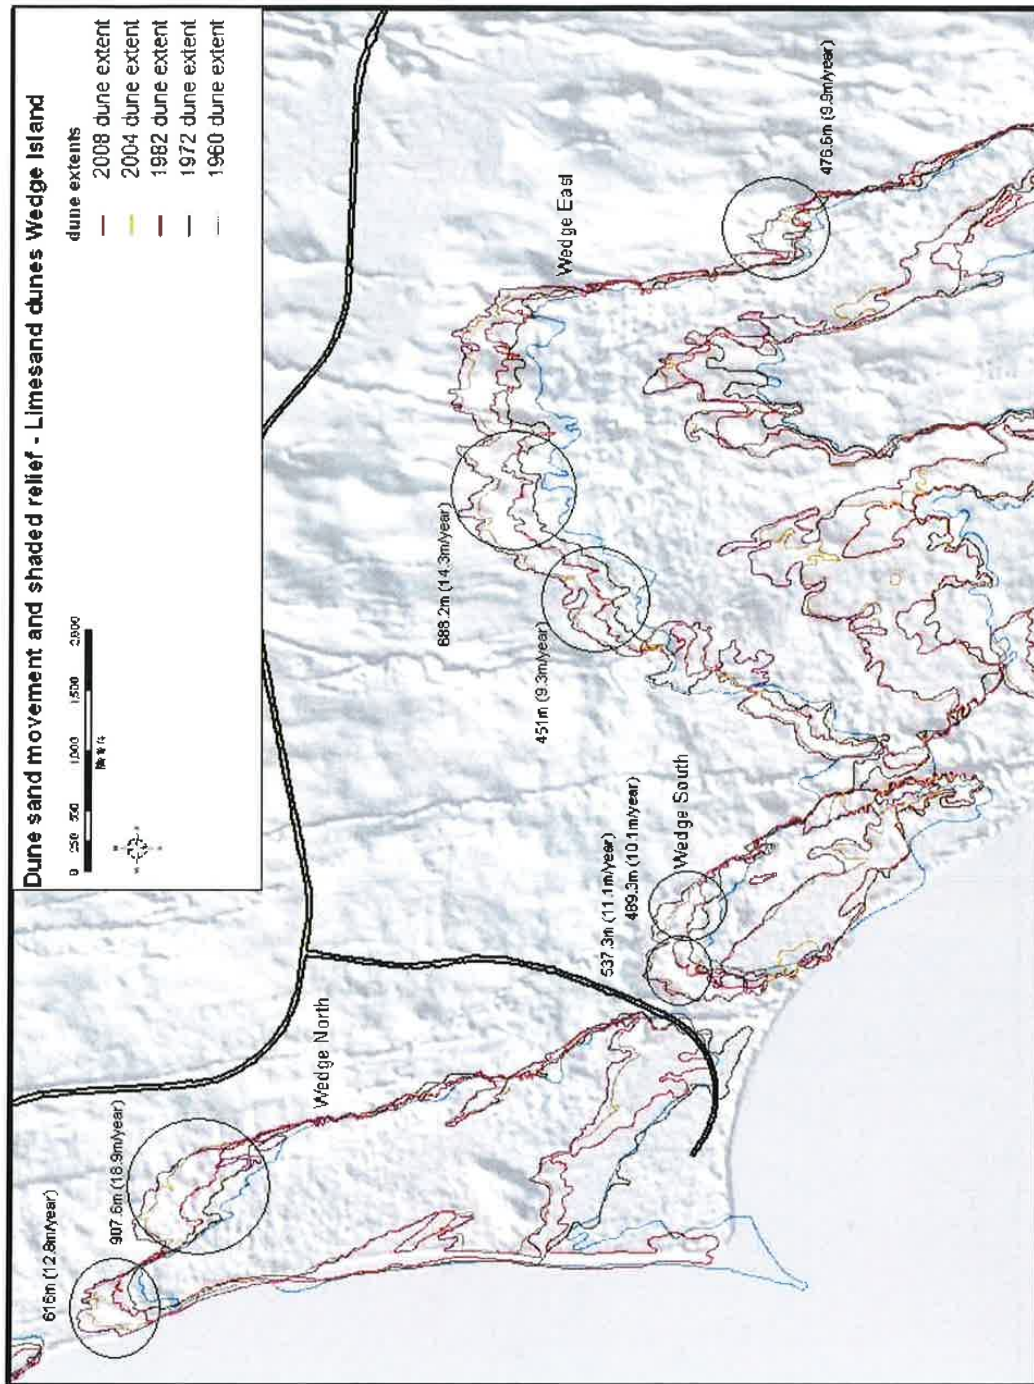 Dune sand movement and shaded relief - Limesand dunes Wedge Island
0 250 500 1,000 1,500 2,000
dune extents
2008 dune extent
2004 dune extent
1982 dune extent
1972 dune extent
1960 dune extent
616m (12.8m/year)
907.6m (18.9m/year)
Wedge North
537.3m (11.1m/year)
489.3m (10.1m/year)
Wedge South
451m (9.3m/year)
688.2m (14.3m/year)
Wedge East
476.6m (9.9m/year)